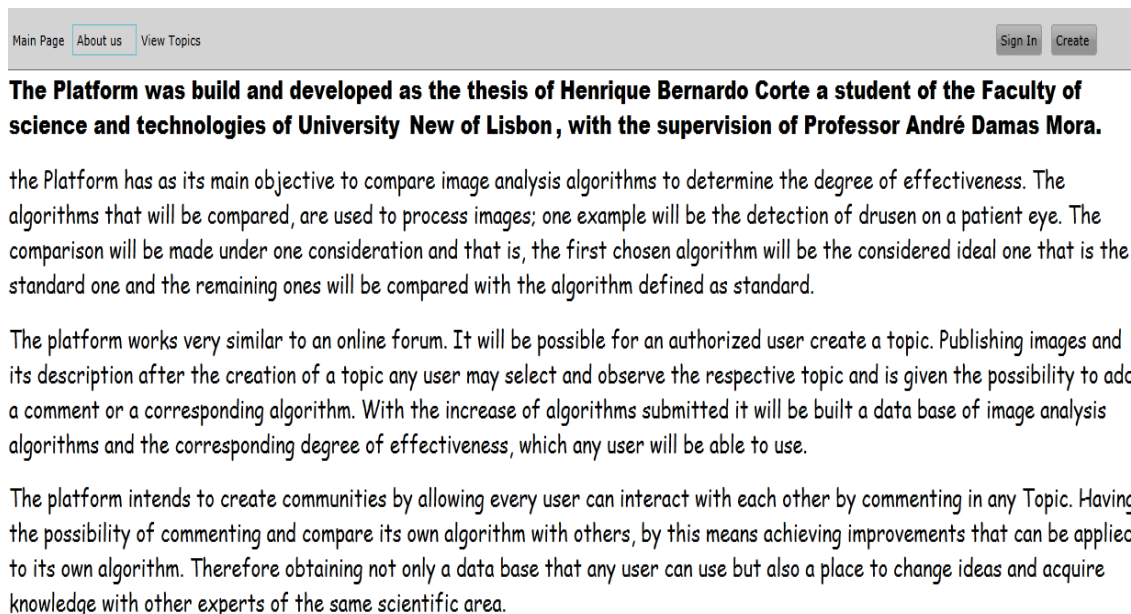 Main Page About us View Topics Sign In Create
The Platform was build and developed as the thesis of Henrique Bernardo Corte a student of the Faculty of
science and technologies of University New of Lisbon, with the supervision of Professor André Damas Mora.
the Platform has as its main objective to compare image analysis algorithms to determine the degree of effectiveness. The
algorithms that will be compared, are used to process images; one example will be the detection of drusen on a patient eye. The
comparison will be made under one consideration and that is, the first chosen algorithm will be the considered ideal one that is the
standard one and the remaining ones will be compared with the algorithm defined as standard.
The platform works very similar to an online forum. It will be possible for an authorized user create a topic. Publishing images and
its description after the creation of a topic any user may select and observe the respective topic and is given the possibility to add
a comment or a corresponding algorithm. With the increase of algorithms submitted it will be built a data base of image analysis
algorithms and the corresponding degree of effectiveness, which any user will be able to use.
The platform intends to create communities by allowing every user can interact with each other by commenting in any Topic. Having
the possibility of commenting and compare its own algorithm with others, by this means achieving improvements that can be applied
to its own algorithm. Therefore obtaining not only a data base that any user can use but also a place to change ideas and acquire
knowledge with other experts of the same scientific area.